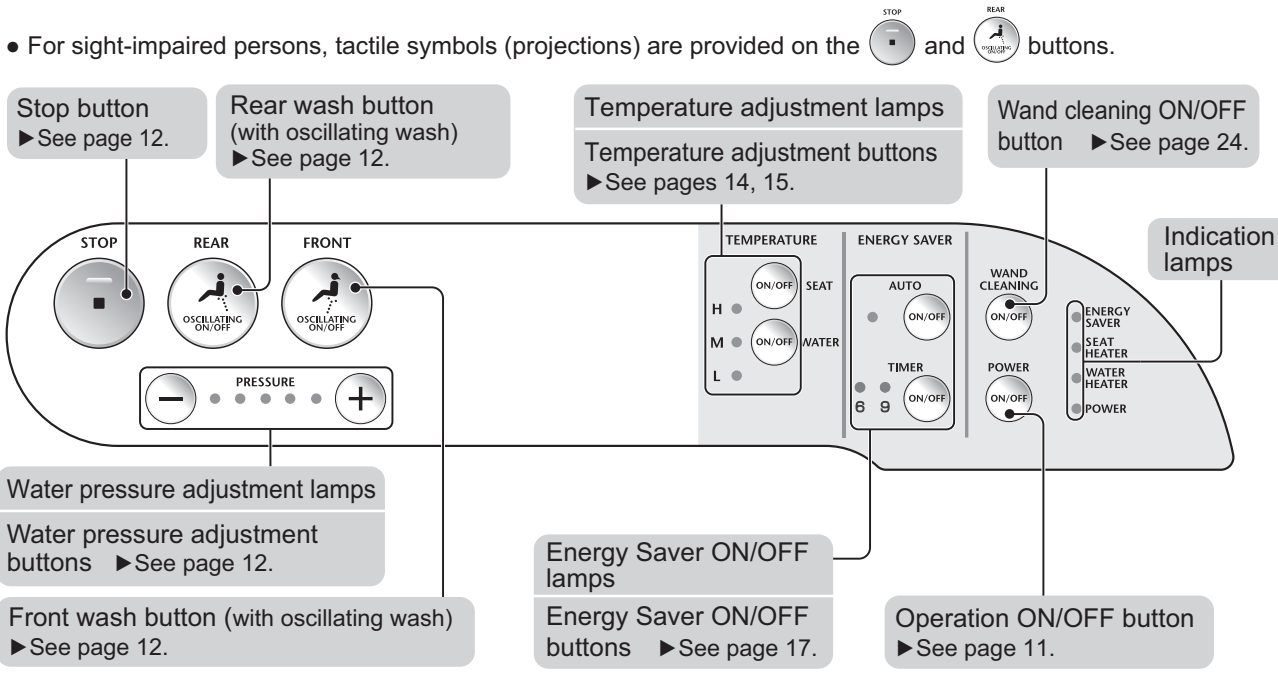 STOP
REAR
● For sight-impaired persons, tactile symbols (projections) are provided on the
OSCILLATING
ON/OFF
and
buttons.
Stop button
▶See page 12.
Rear wash button
(with oscillating wash)
▶See page 12.
Temperature adjustment lamps
Temperature adjustment buttons
▶See pages 14, 15.
Wand cleaning ON/OFF
button ▶See page 24.
Indication
lamps
STOP
REAR
OSCILLATING
ON/OFF
FRONT
OSCILLATING
ON/OFF
− PRESSURE +
TEMPERATURE
ON/OFF SEAT
H
M ON/OFF WATER
L
ENERGY SAVER
AUTO
ON/OFF
TIMER
6 9 ON/OFF
WAND
CLEANING
ON/OFF
POWER
ON/OFF
ENERGY
SAVER
SEAT
HEATER
WATER
HEATER
POWER
Water pressure adjustment lamps
Water pressure adjustment
buttons ▶See page 12.
Front wash button (with oscillating wash)
▶See page 12.
Energy Saver ON/OFF
lamps
Energy Saver ON/OFF
buttons ▶See page 17.
Operation ON/OFF button
▶See page 11.